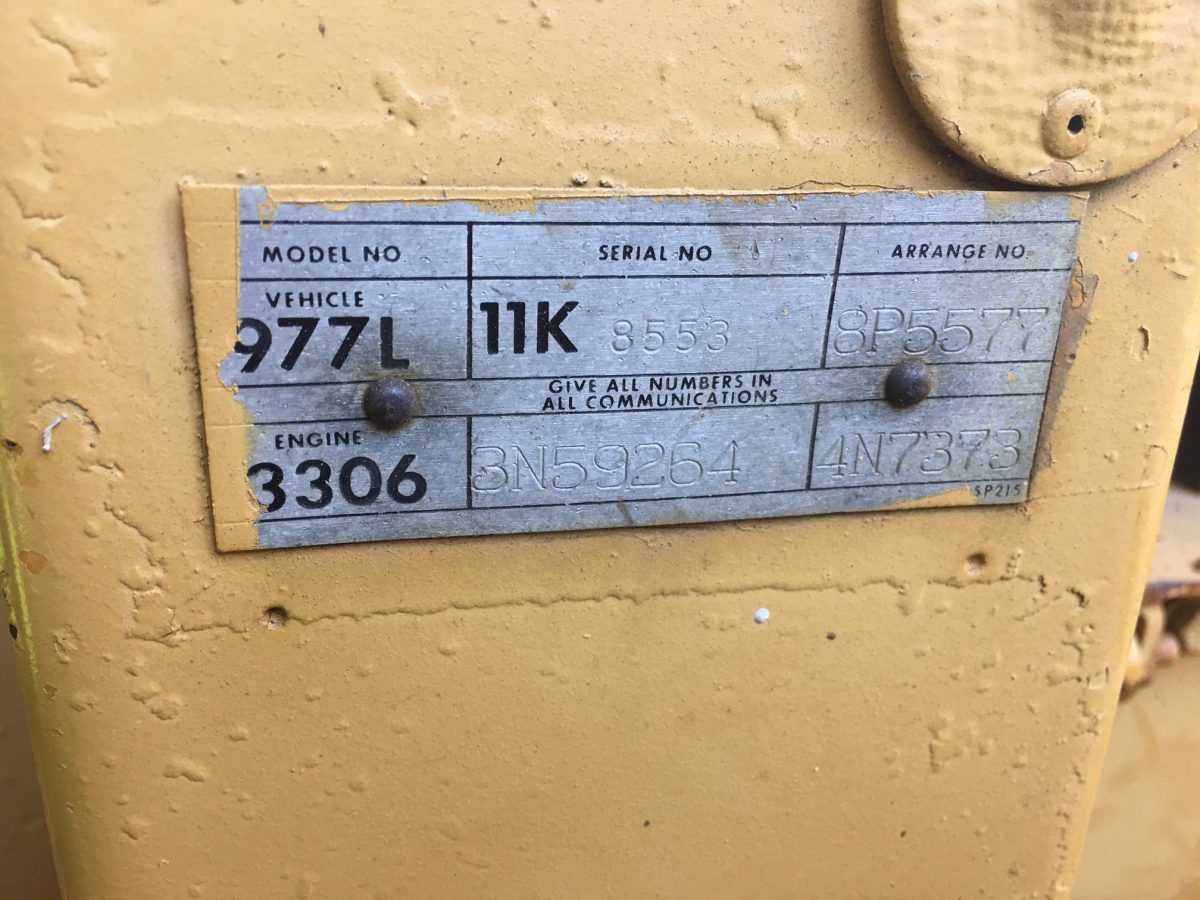 MODEL NO SERIAL NO ARRANGE NO
VEHICLE
977L 11K 8553 8P5577
GIVE ALL NUMBERS IN
ALL COMMUNICATIONS
ENGINE
3306 3N59264 4N7373
5P215